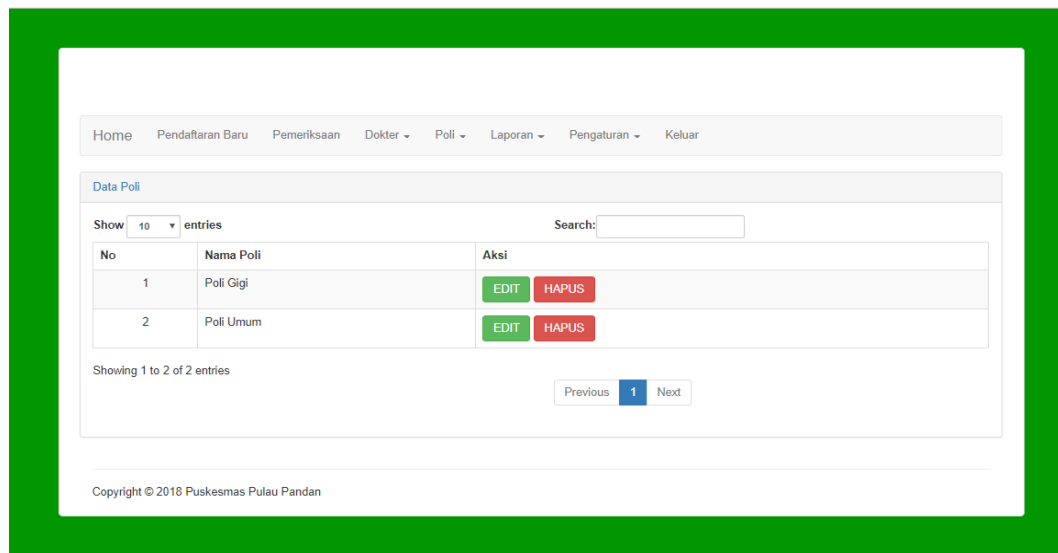 Home Pendaftaran Baru Pemeriksaan Dokter Poli Laporan Pengaturan Keluar
Data Poli
Show 10 entries Search:
No Nama Poli Aksi
1 Poli Gigi EDIT HAPUS
2 Poli Umum EDIT HAPUS
Showing 1 to 2 of 2 entries
Previous 1 Next
Copyright © 2018 Puskesmas Pulau Pandan